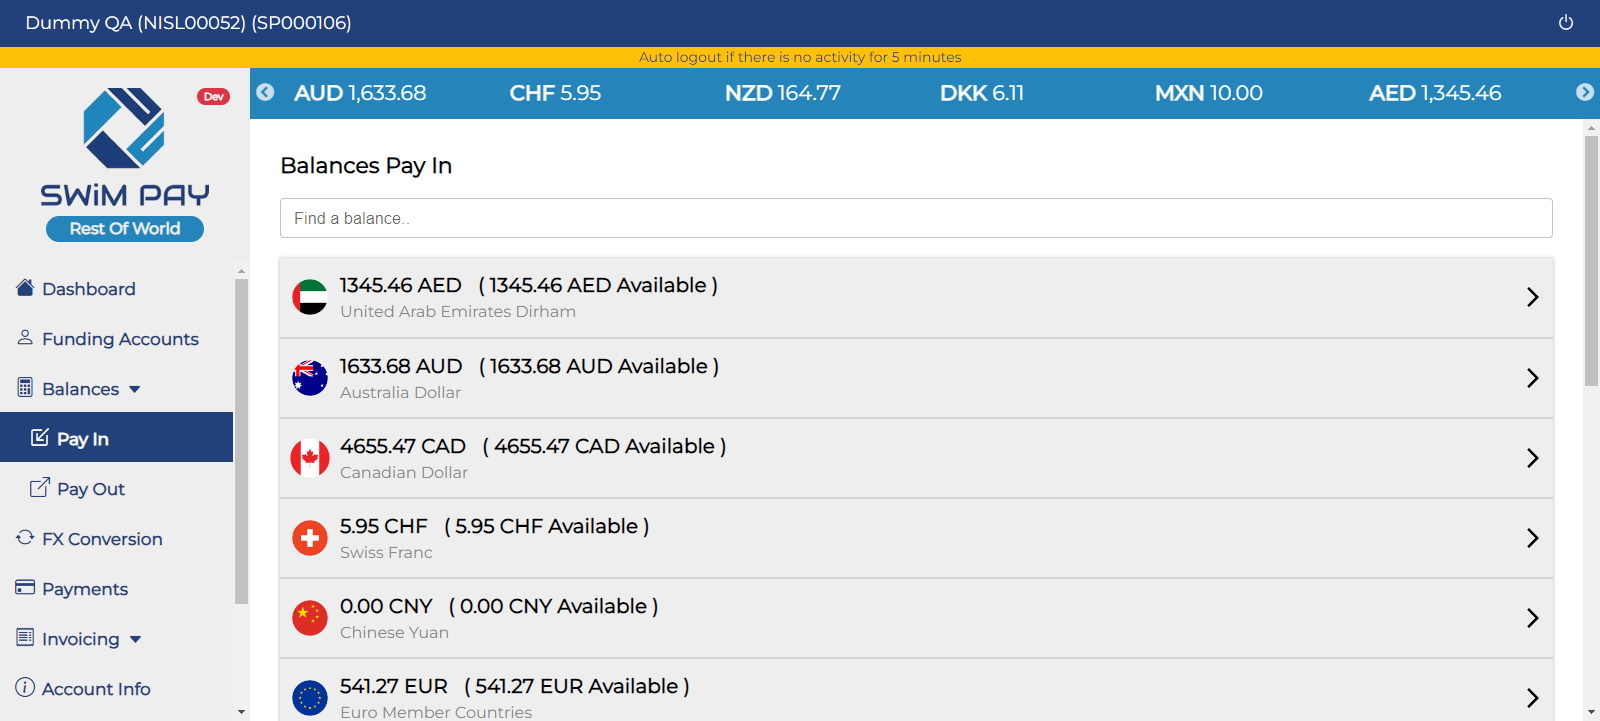 Dummy QA (NISL00052) (SP000106)
Auto logout if there is no activity for 5 minutes
Dev
SWiM PAY
Rest Of World
AUD 1,633.68 CHF 5.95 NZD 164.77 DKK 6.11 MXN 10.00 AED 1,345.46
Dashboard
Funding Accounts
Balances
Pay In
Pay Out
FX Conversion
Payments
Invoicing
Account Info
Balances Pay In
Find a balance..
1345.46 AED ( 1345.46 AED Available )
United Arab Emirates Dirham
1633.68 AUD ( 1633.68 AUD Available )
Australia Dollar
4655.47 CAD ( 4655.47 CAD Available )
Canadian Dollar
5.95 CHF ( 5.95 CHF Available )
Swiss Franc
0.00 CNY ( 0.00 CNY Available )
Chinese Yuan
541.27 EUR ( 541.27 EUR Available )
Euro Member Countries